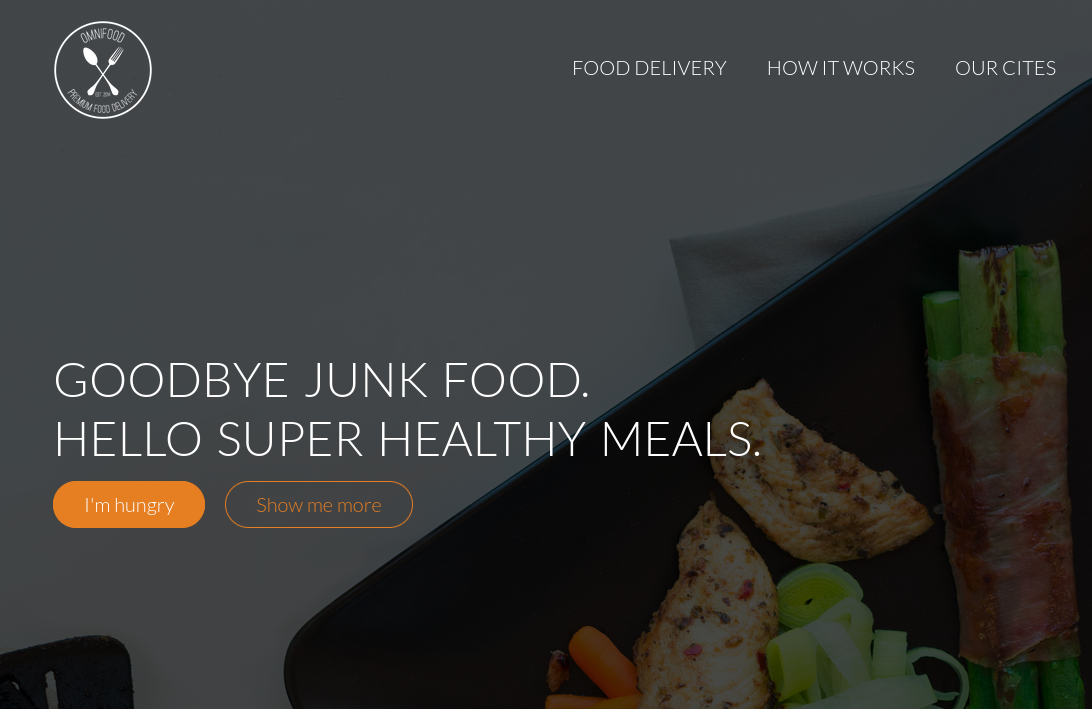 OMNIFOOD
EST 2014
PREMIUM FOOD DELIVERY
FOOD DELIVERY
HOW IT WORKS
OUR CITES
GOODBYE JUNK FOOD.
HELLO SUPER HEALTHY MEALS.
I'm hungry
Show me more